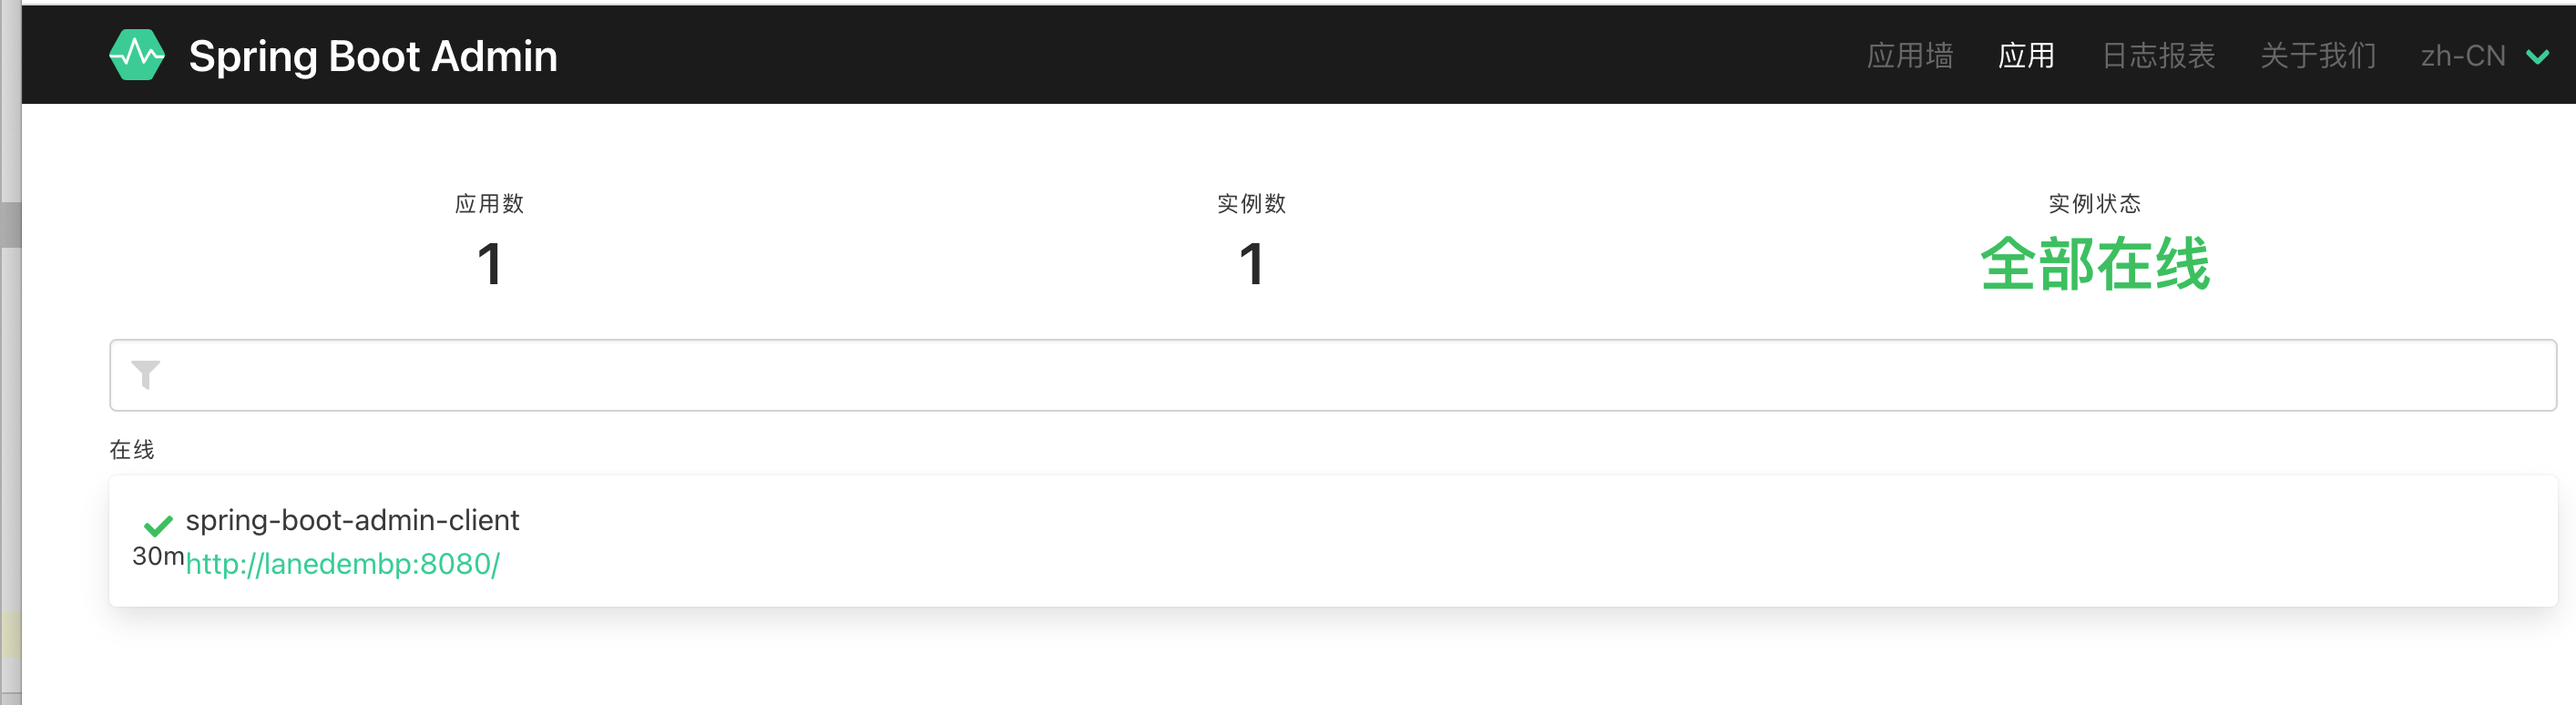 Spring Boot Admin 应用墙 应用 日志报表 关于我们 zh-CN
应用数 实例数 实例状态
1 1 全部在线
在线
spring-boot-admin-client
30m http://lanedembp:8080/